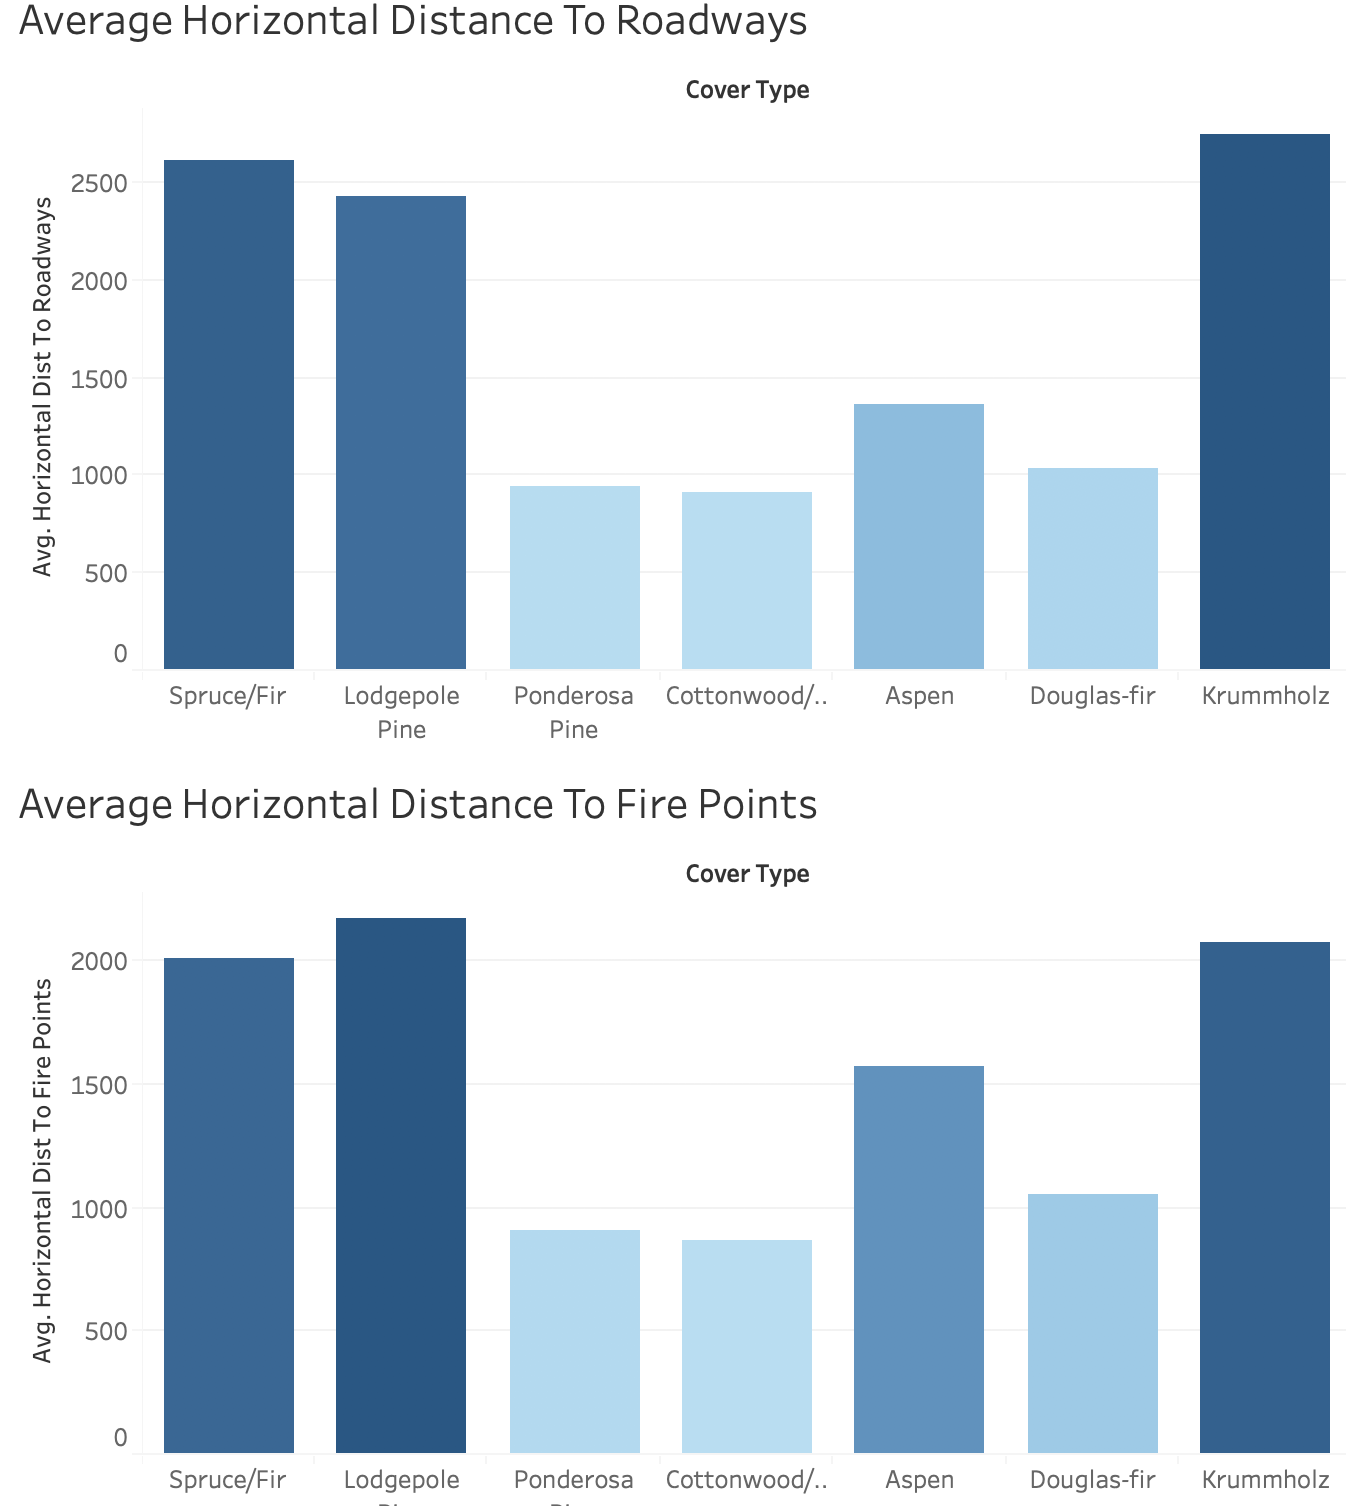 Average Horizontal Distance To Roadways
Cover Type
Avg. Horizontal Dist To Roadways
2500
2000
1500
1000
500
0
Spruce/Fir
Lodgepole
Pine
Ponderosa
Pine
Cottonwood/..
Aspen
Douglas-fir
Krummholz
Average Horizontal Distance To Fire Points
Cover Type
Avg. Horizontal Dist To Fire Points
2000
1500
1000
500
0
Spruce/Fir
Lodgepole
Ponderosa
Cottonwood/..
Aspen
Douglas-fir
Krummholz